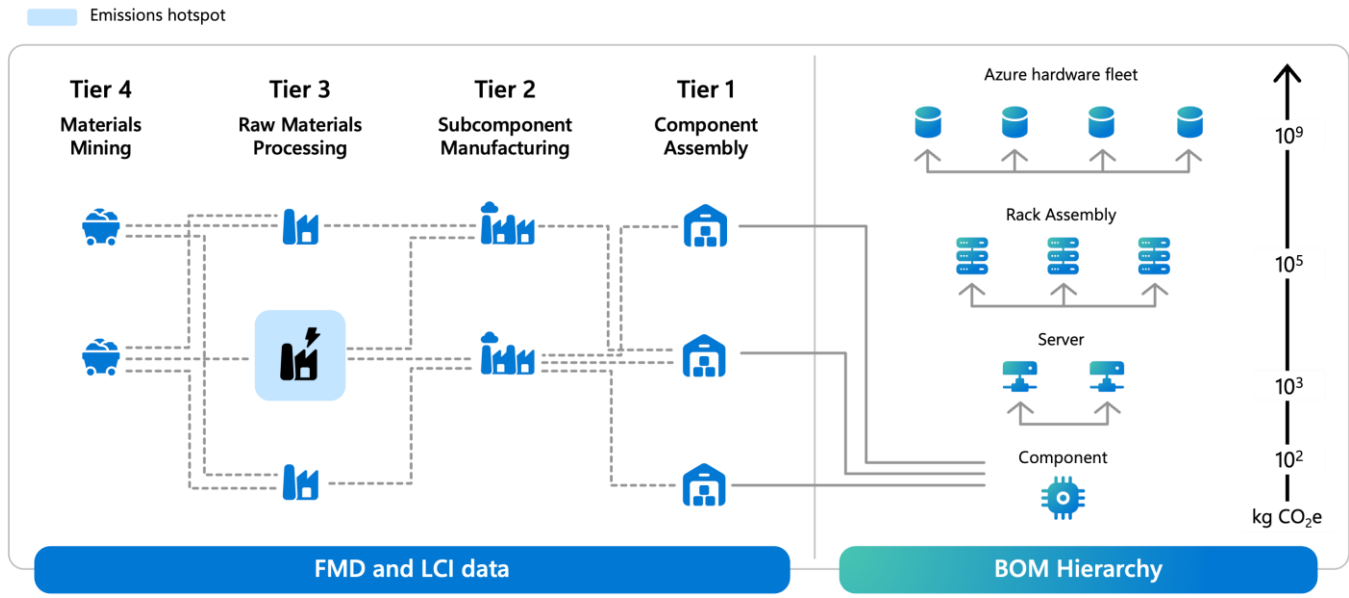 Emissions hotspot
Tier 4
Materials
Mining
Tier 3
Raw Materials
Processing
Tier 2
Subcomponent
Manufacturing
Tier 1
Component
Assembly
FMD and LCI data
Azure hardware fleet
10⁹
Rack Assembly
10⁵
Server
10³
Component
10²
kg CO₂e
BOM Hierarchy